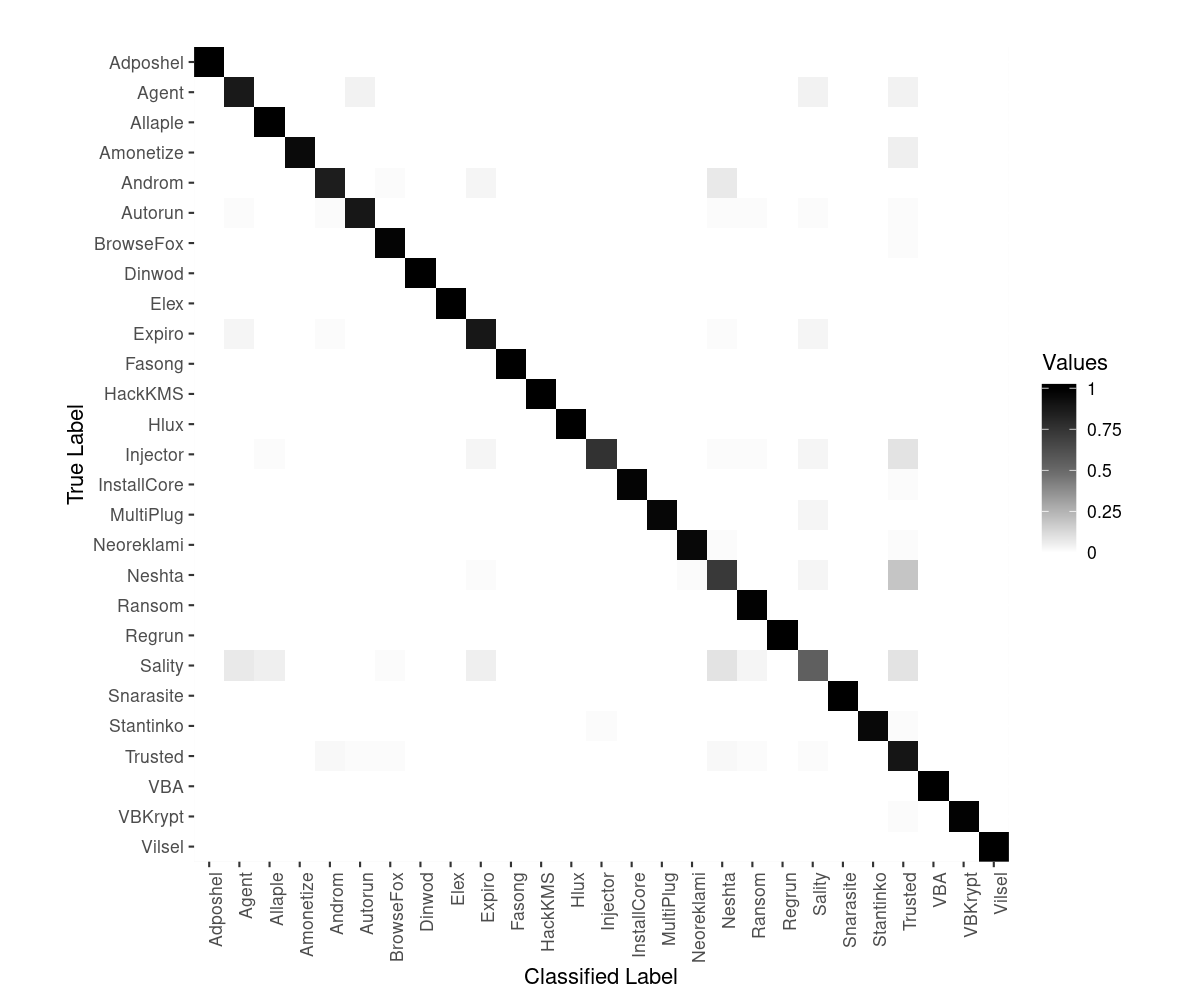 Adposhel
Agent
Allaple
Amonetize
Androm
Autorun
BrowseFox
Dinwod
Elex
Expiro
Fasong
HackKMS
Hlux
Injector
InstallCore
MultiPlug
Neoreklami
Neshta
Ransom
Regrun
Sality
Snarasite
Stantinko
Trusted
VBA
VBKrypt
Vilsel
True Label
Adposhel
Agent
Allaple
Amonetize
Androm
Autorun
BrowseFox
Dinwod
Elex
Expiro
Fasong
HackKMS
Hlux
Injector
InstallCore
MultiPlug
Neoreklami
Neshta
Ransom
Regrun
Sality
Snarasite
Stantinko
Trusted
VBA
VBKrypt
Vilsel
Classified Label
Values
1
0.75
0.5
0.25
0